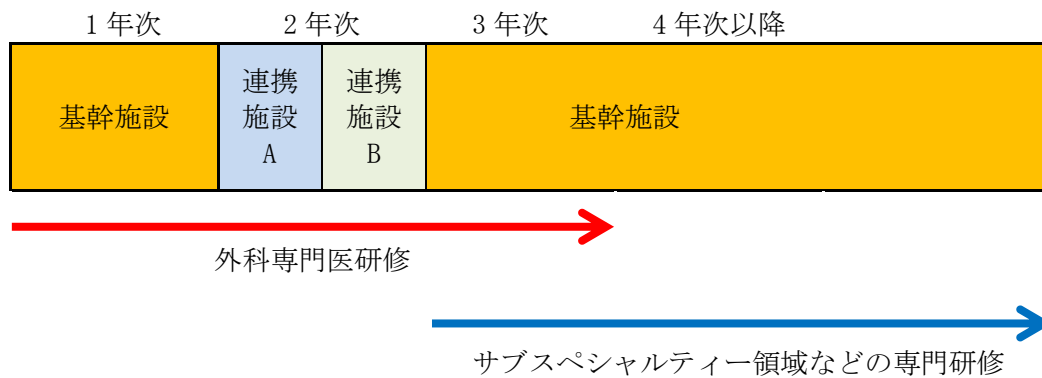 1 年次 2 年次 3 年次 4 年次以降
基幹施設
連携
施設
A
連携
施設
B
基幹施設
外科専門医研修
サブスペシャルティー領域などの専門研修